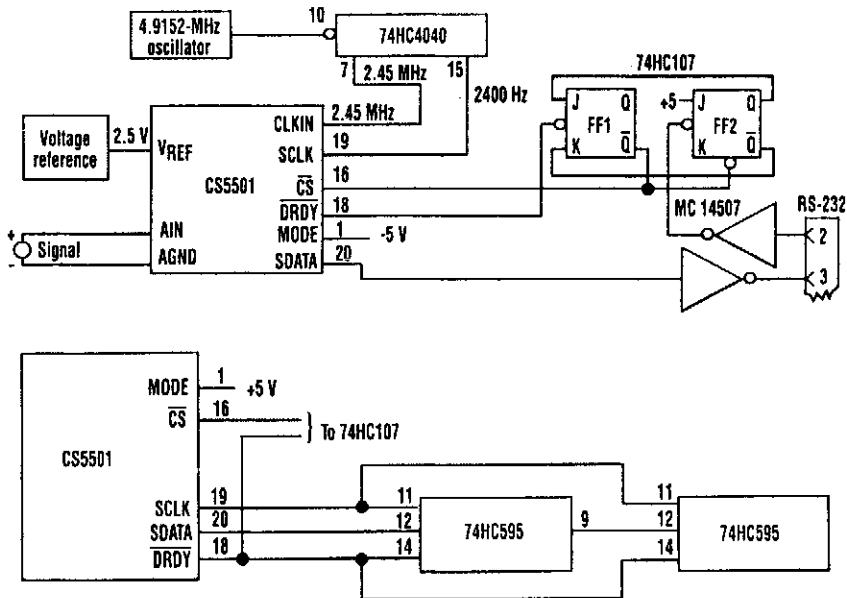 4.9152-MHz
oscillator
10
74HC4040
7
15
2.45 MHz
2400 Hz
74HC107
Voltage
reference
2.5 V
VREF
CS5501
AIN
AGND
+
-
Signal
CLKIN
2.45 MHz
SCLK
19
CS
16
DRDY
18
MODE
1
-5 V
SDATA
20
J
Q
FF1
K
Q
+5
J
Q
FF2
K
Q
MC 14507
RS-232
2
3
CS5501
MODE
1
+5 V
CS
16
} To 74HC107
SCLK
19
SDATA
20
DRDY
18
11
12
14
74HC595
9
11
12
14
74HC595